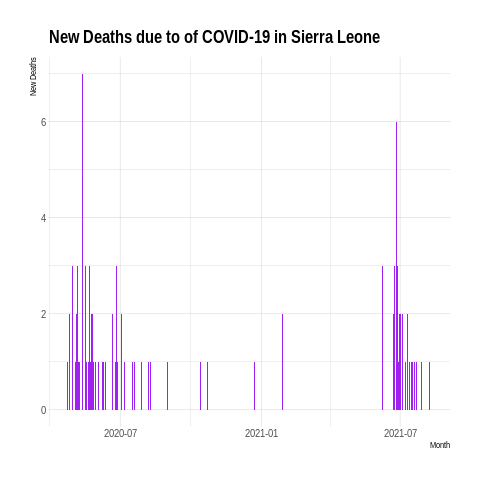 New Deaths due to of COVID-19 in Sierra Leone
New Deaths
6
4
2
0
2020-07
2021-01
2021-07
Month